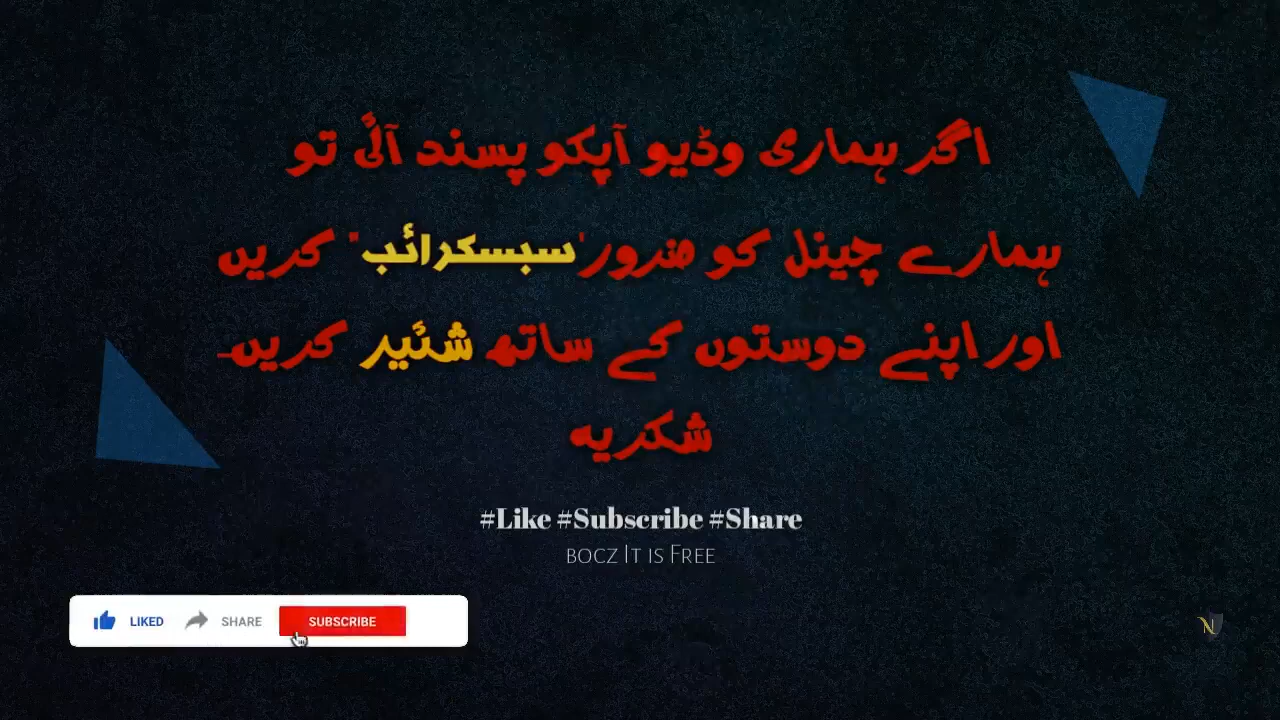 اگر ہماری وڈیو آپکو پسند آئی تو
ہمارے چینل کو ضرور'سبسکرائب" کریں
اور اپنے دوستوں کے ساتھ شئیر کریں۔
شکریہ
#Like #Subscribe #Share
bocz It is Free
LIKED SHARE SUBSCRIBE
N